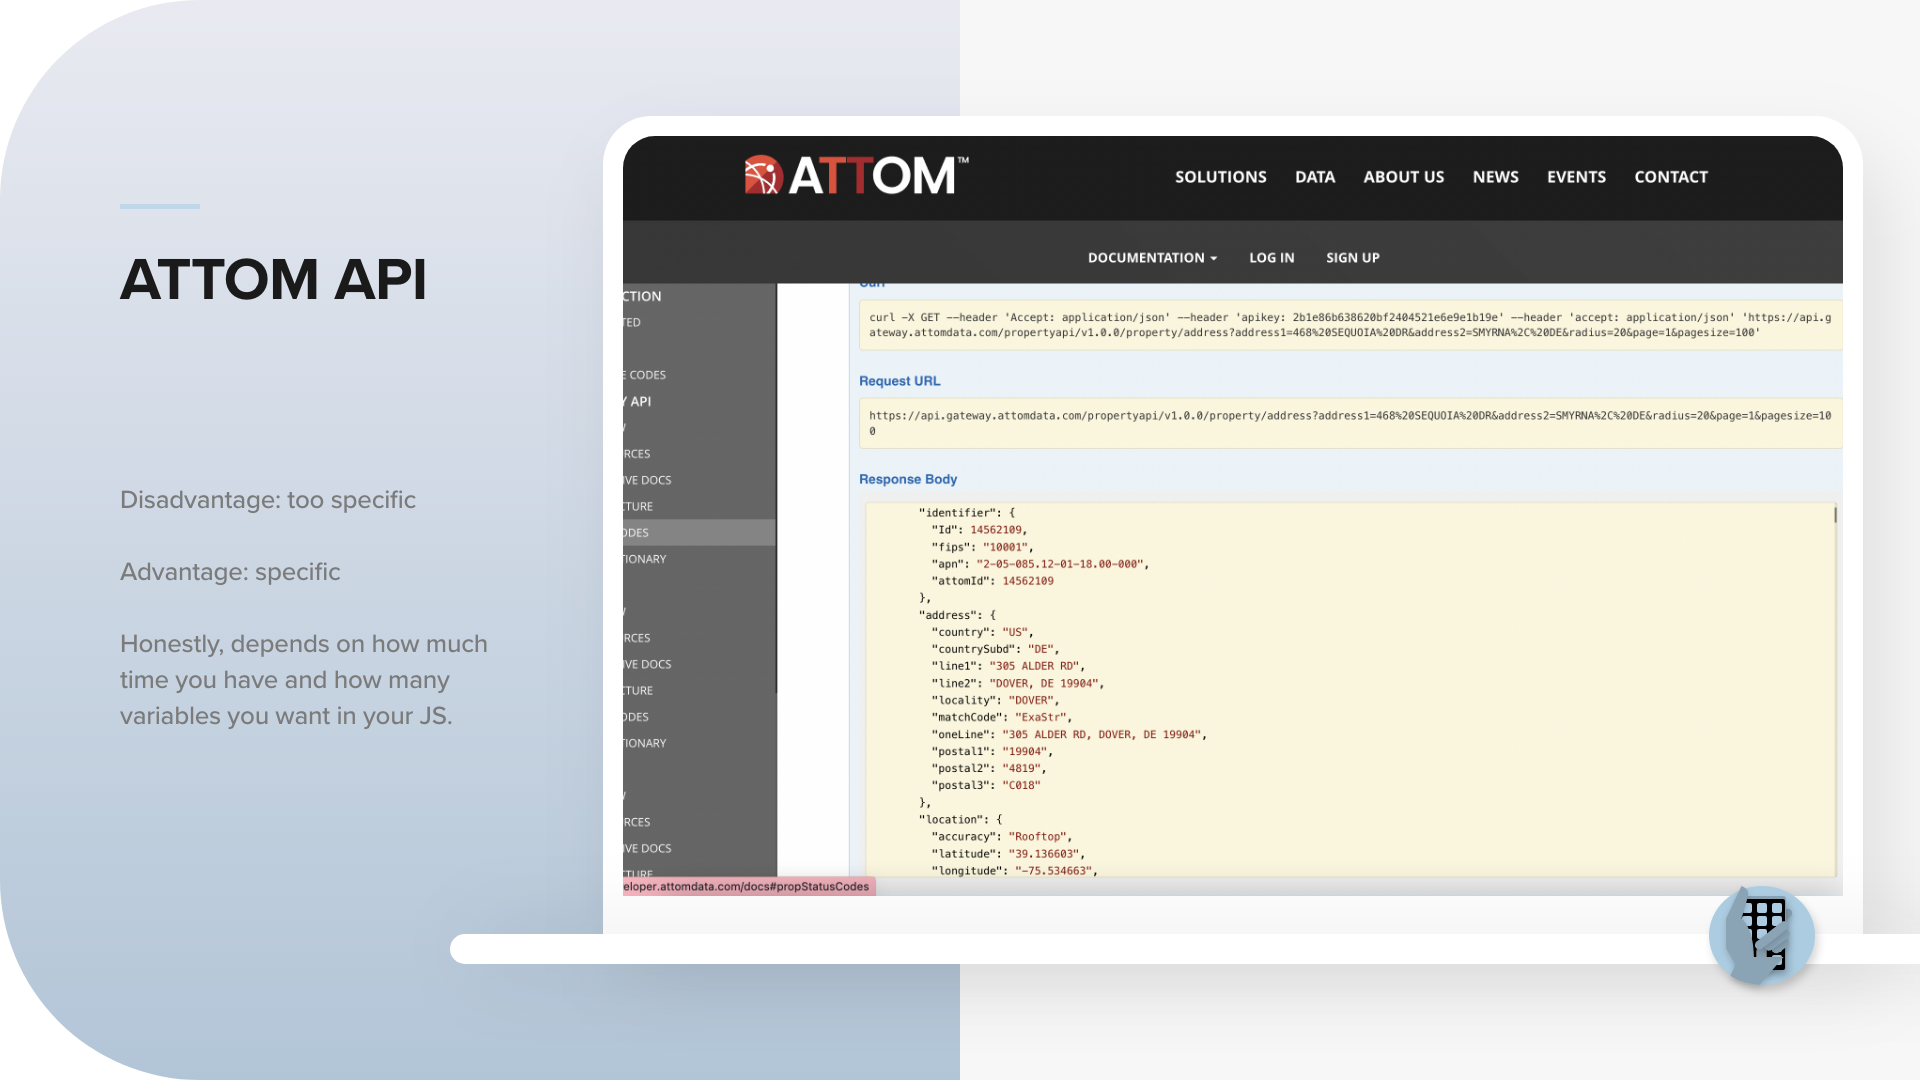 ATTOM API
Disadvantage: too specific
Advantage: specific
Honestly, depends on how much
time you have and how many
variables you want in your JS.
ATTOM™
SOLUTIONS DATA ABOUT US NEWS EVENTS CONTACT
DOCUMENTATION LOG IN SIGN UP
CTION
TED
E CODES
Y API
W
RCES
IVE DOCS
CTURE
ODES
TIONARY
W
RCES
IVE DOCS
CTURE
ODES
TIONARY
W
RCES
IVE DOCS
CTURE
eloper.attomdata.com/docs#propStatusCodes
Curl
curl -X GET --header 'Accept: application/json' --header 'apikey: 2b1e86b638620bf2404521e6e9e1b19e' --header 'accept: application/json' 'https://api.g
ateway.attomdata.com/propertyapi/v1.0.0/property/address?address1=468%20SEQUOIA%20DR&address2=SMYRNA%2C%20DE&radius=20&page=1&pagesize=100'
Request URL
https://api.gateway.attomdata.com/propertyapi/v1.0.0/property/address?address1=468%20SEQUOIA%20DR&address2=SMYRNA%2C%20DE&radius=20&page=1&pagesize=10
0
Response Body
"identifier": {
"Id": 14562109,
"fips": "10001",
"apn": "2-05-085.12-01-18.00-000",
"attomId": 14562109
},
"address": {
"country": "US",
"countrySubd": "DE",
"line1": "305 ALDER RD",
"line2": "DOVER, DE 19904",
"locality": "DOVER",
"matchCode": "ExaStr",
"oneLine": "305 ALDER RD, DOVER, DE 19904",
"postal1": "19904",
"postal2": "4819",
"postal3": "C018"
},
"location": {
"accuracy": "Rooftop",
"latitude": "39.136603",
"longitude": "-75.534663",